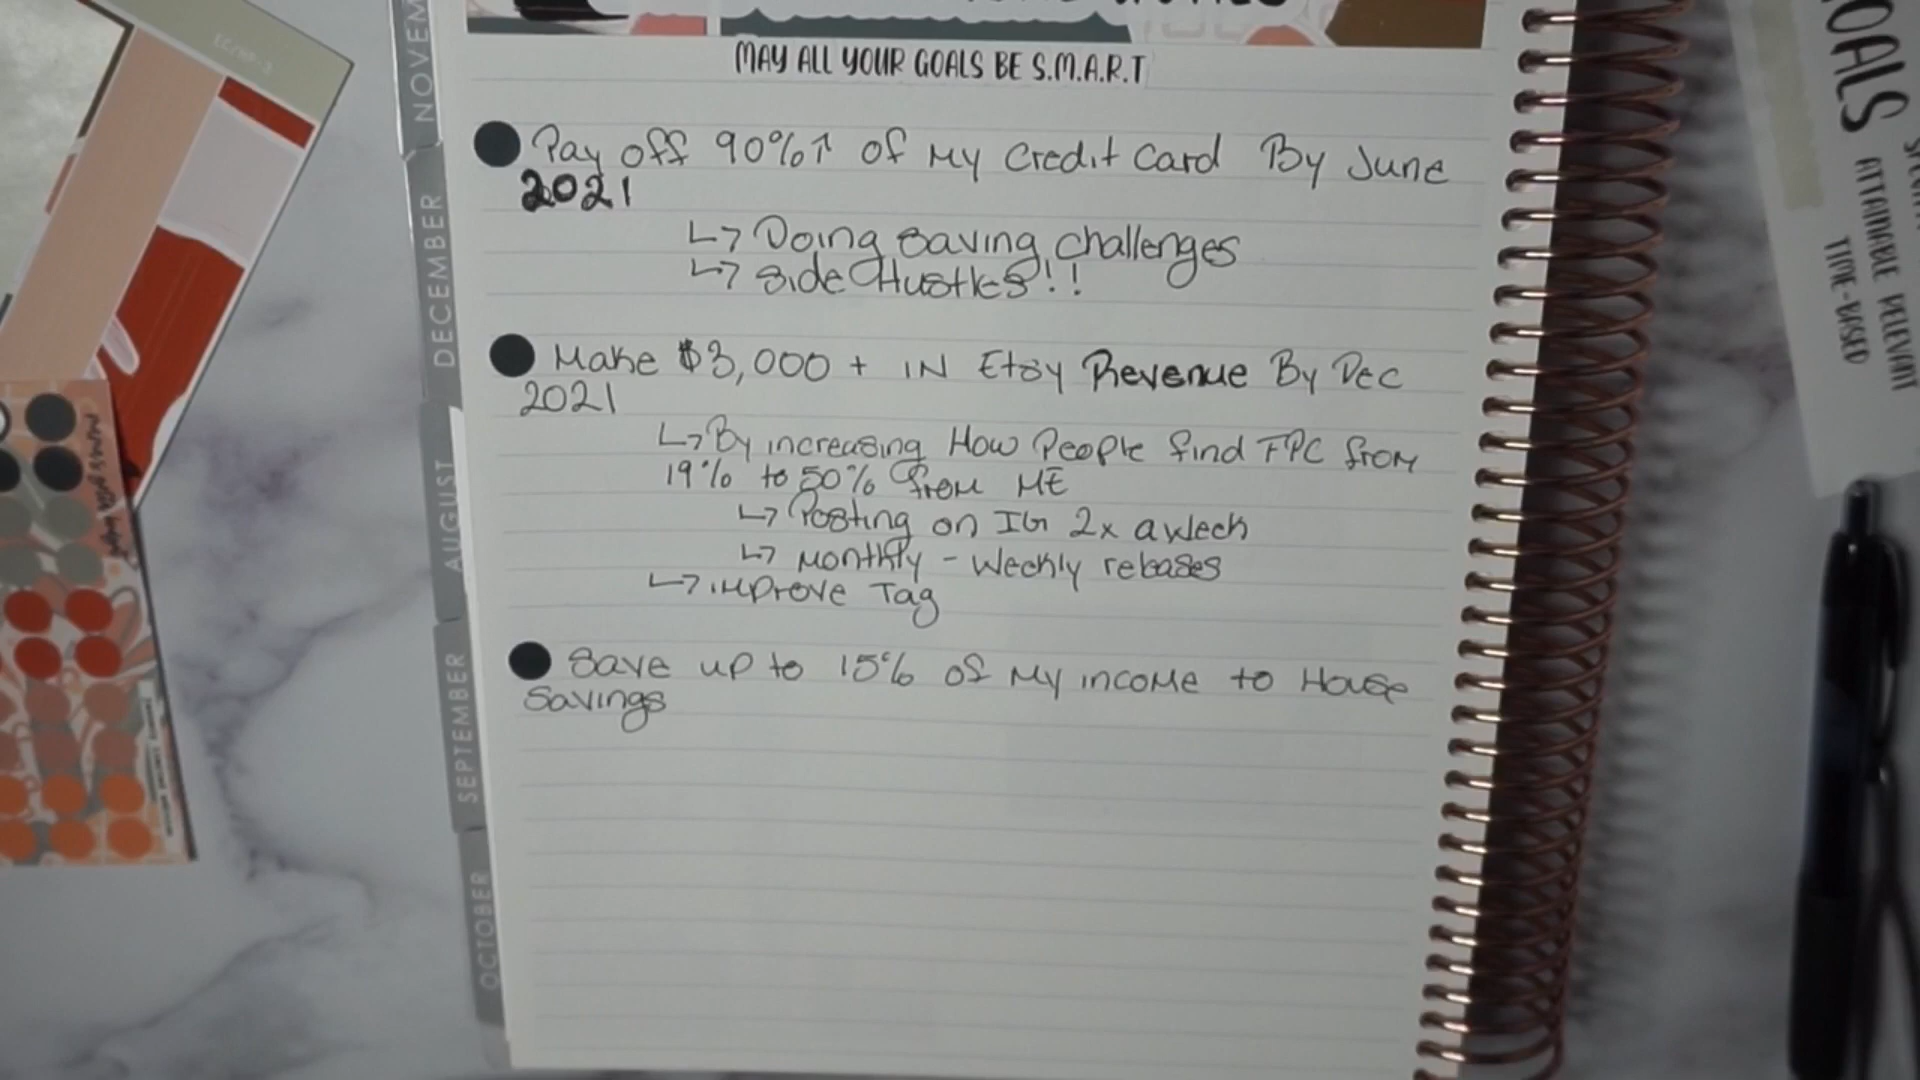 MAY ALL YOUR GOALS BE S.M.A.R.T
Pay off 90%↑ of My Credit Card By June
2021
↳ Doing saving challenges
↳ Side Hustles!!
Make $3,000 + IN Etsy Revenue By Dec
2021
↳ By increasing How People find FPC from
19% to 50% from ME
↳ Posting on IG 2x a week
↳ Monthly - Weekly releases
↳ improve Tag
Save up to 15% of My income to House
Savings
NOVEM
DECEMBER
AUGUST
SEPTEMBER
OCTOBER
OALS
ATTAINABLE RELEVANT
TIME-BASED